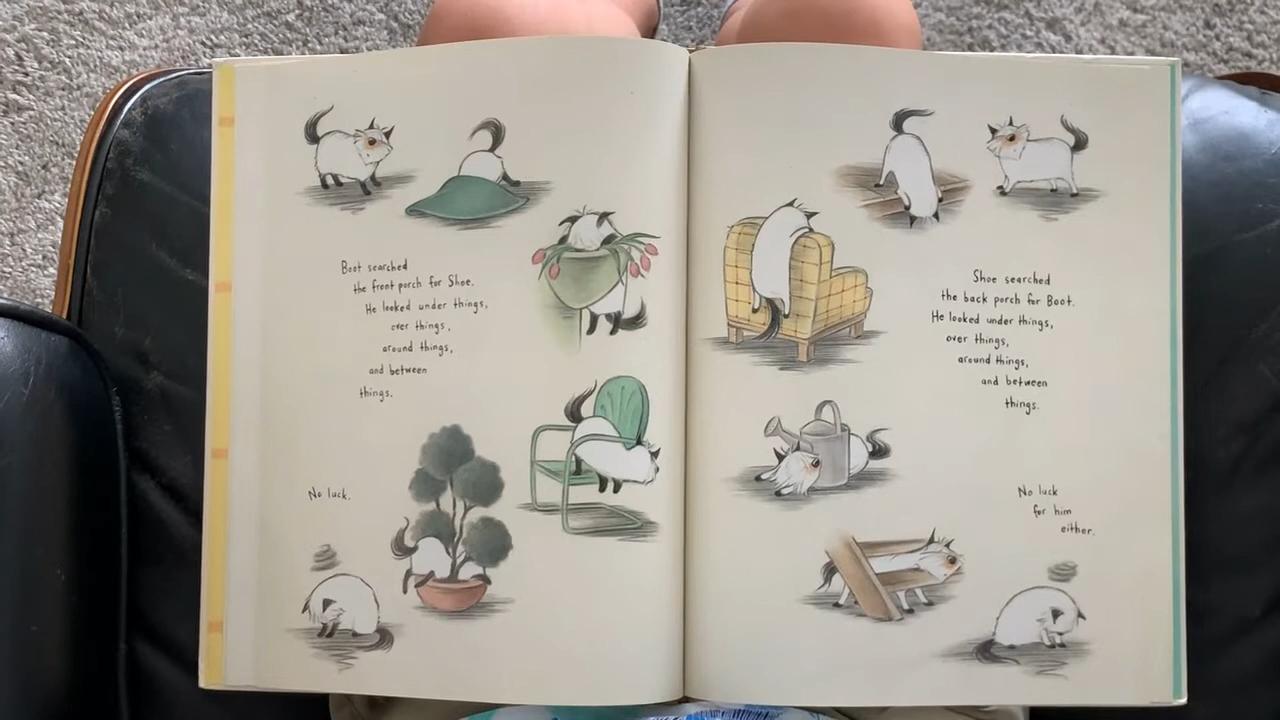 Boot searched
the front porch for Shoe.
He looked under things,
over things,
around things,
and between
things.
No luck.
Shoe searched
the back porch for Boot.
He looked under things,
over things,
around things,
and between
things.
No luck
for him
either.